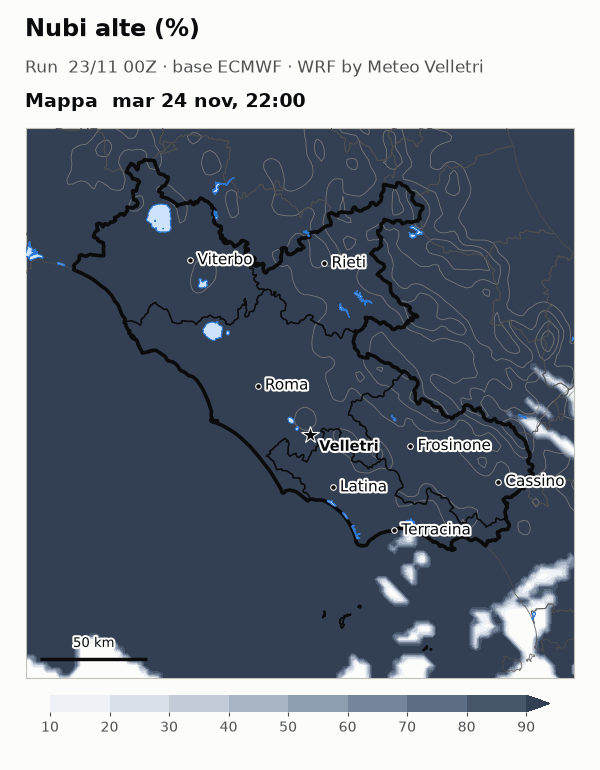 Nubi alte (%)
Run 23/11 00Z · base ECMWF · WRF by Meteo Velletri
Mappa mar 24 nov, 22:00
Viterbo
Rieti
Roma
Velletri
Frosinone
Latina
Cassino
Terracina
50 km
10 20 30 40 50 60 70 80 90